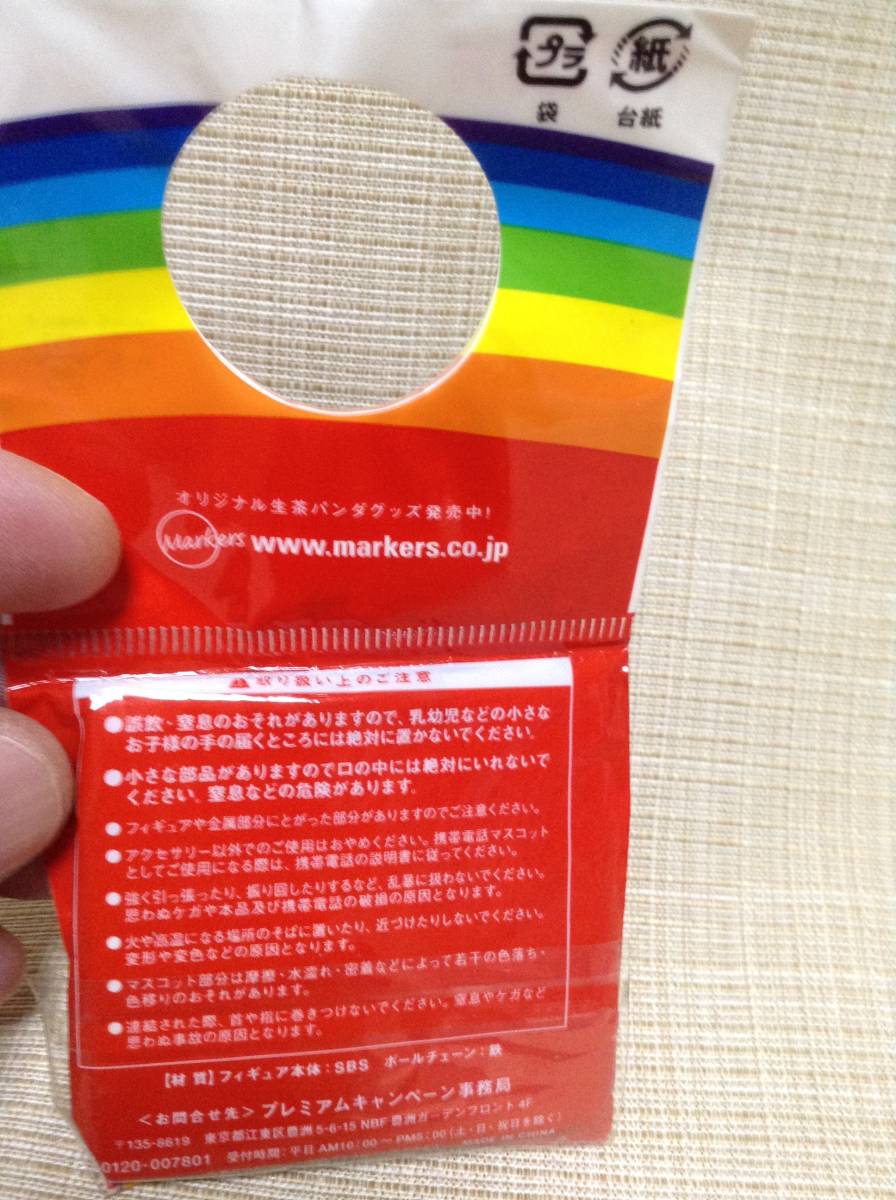 プラ 紙
袋 台紙
オリジナル生茶パンダグッズ発売中!
Markers www.markers.co.jp
取り扱い上のご注意
●誤飲・窒息のおそれがありますので、乳幼児などの小さな
お子様の手の届くところには絶対に置かないでください。
●小さな部品がありますので口の中には絶対にいれないで
ください。窒息などの危険があります。
●フィギュアや金属部分にとがった部分がありますのでご注意ください。
●アクセサリー以外でのご使用はおやめください。携帯電話マスコット
としてご使用になる際は、携帯電話の説明書に従ってください。
●強く引っ張ったり、振り回したりするなど、乱暴に扱わないでください。
思わぬケガや本品及び携帯電話の破損の原因となります。
●火や高温になる場所のそばに置いたり、近づけたりしないでください。
変形や変色などの原因となります。
●マスコット部分は摩擦・水濡れ・密着などによって若干の色落ち・
色移りのおそれがあります。
●連結された際、首や指に巻きつけないでください。窒息やケガなど
思わぬ事故の原因となります。
【材 質】フィギュア本体:SBS ボールチェーン:鉄
<お問合せ先>プレミアムキャンペーン事務局
〒135-8619 東京都江東区豊洲5-6-15 NBF豊洲ガーデンフロント4F
0120-007801 受付時間:平日AM10:00〜PM5:00(土・日・祝日を除く)
MADE IN CHINA